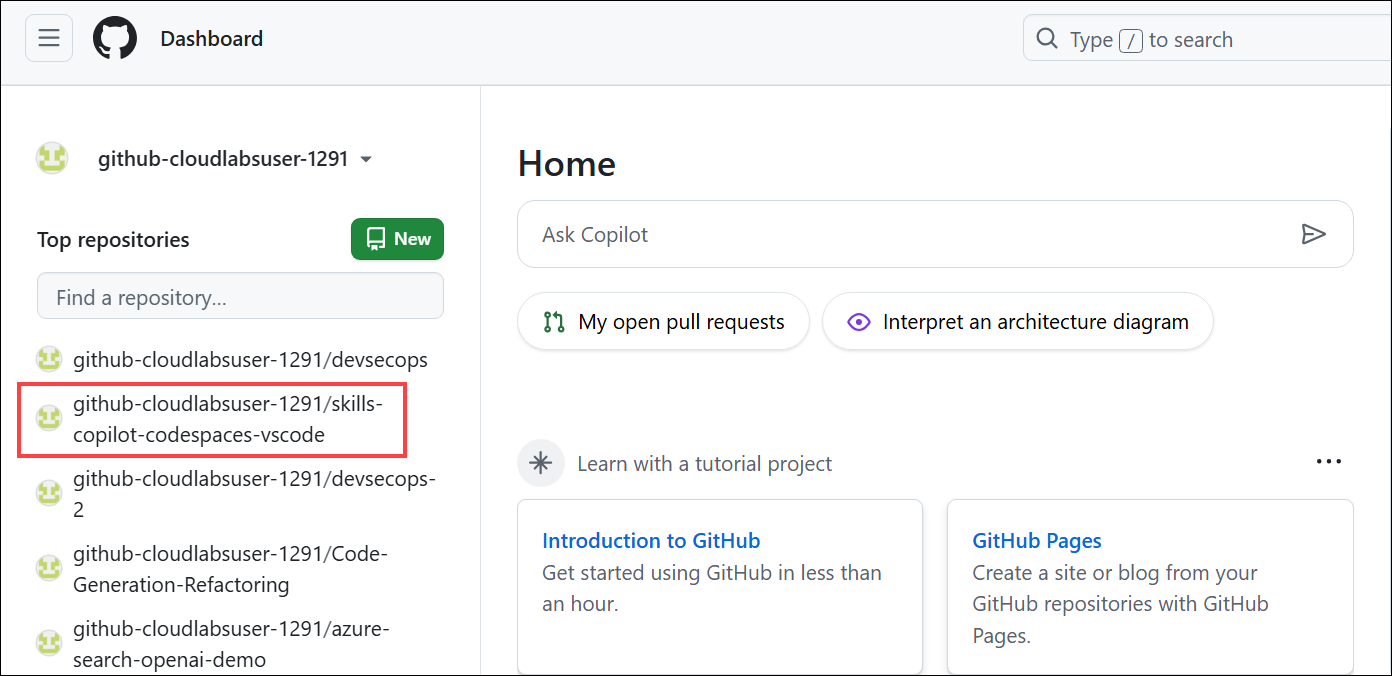 Dashboard
Type / to search
github-cloudlabsuser-1291
Top repositories
New
Find a repository...
github-cloudlabsuser-1291/devsecops
github-cloudlabsuser-1291/skills-
copilot-codespaces-vscode
github-cloudlabsuser-1291/devsecops-
2
github-cloudlabsuser-1291/Code-
Generation-Refactoring
github-cloudlabsuser-1291/azure-
search-openai-demo
Home
Ask Copilot
My open pull requests
Interpret an architecture diagram
Learn with a tutorial project
Introduction to GitHub
Get started using GitHub in less than
an hour.
GitHub Pages
Create a site or blog from your
GitHub repositories with GitHub
Pages.